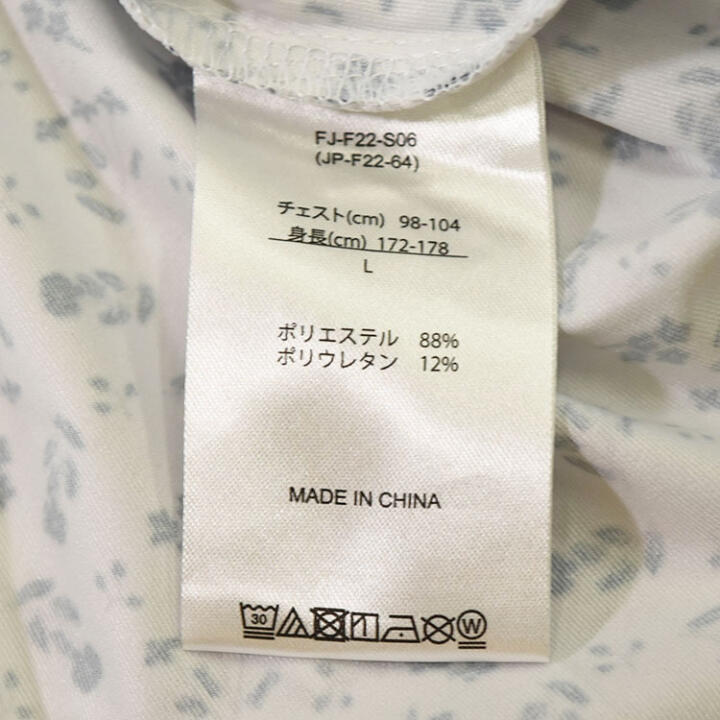 FJ-F22-S06
(JP-F22-64)
チェスト(cm) 98-104
身長(cm) 172-178
L
ポリエステル 88%
ポリウレタン 12%
MADE IN CHINA
30 W